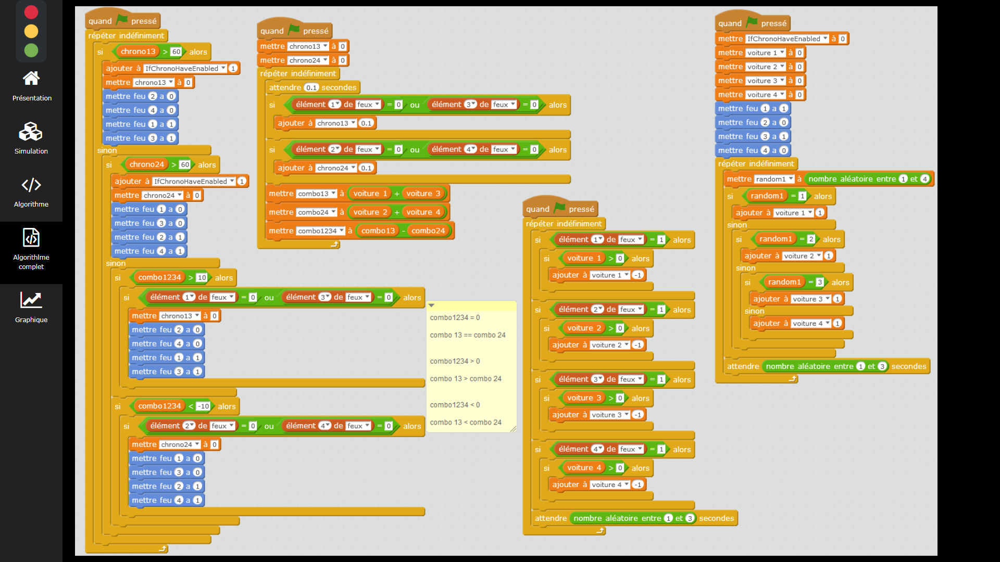 Présentation
Simulation
Algorithme
Algorithlme
complet
Graphique
quand pressé
répéter indéfiniment
si chrono13 > 60 alors
ajouter à IfChronoHaveEnabled 1
mettre chrono13 à 0
mettre feu 2 a 0
mettre feu 4 a 0
mettre feu 1 a 1
mettre feu 3 a 1
sinon
si chrono24 > 60 alors
ajouter à IfChronoHaveEnabled 1
mettre chrono24 à 0
mettre feu 1 a 0
mettre feu 3 a 0
mettre feu 2 a 1
mettre feu 4 a 1
sinon
si combo1234 > 10 alors
si élément 1 de feux = 0 ou élément 3 de feux = 0 alors
mettre chrono13 à 0
mettre feu 2 a 0
mettre feu 4 a 0
mettre feu 1 a 1
mettre feu 3 a 1
si combo1234 < -10 alors
si élément 2 de feux = 0 ou élément 4 de feux = 0 alors
mettre chrono24 à 0
mettre feu 1 a 0
mettre feu 3 a 0
mettre feu 2 a 1
mettre feu 4 a 1
quand pressé
mettre chrono13 à 0
mettre chrono24 à 0
répéter indéfiniment
attendre 0.1 secondes
si élément 1 de feux = 0 ou élément 3 de feux = 0 alors
ajouter à chrono13 0.1
si élément 2 de feux = 0 ou élément 4 de feux = 0 alors
ajouter à chrono24 0.1
mettre combo13 à voiture 1 + voiture 3
mettre combo24 à voiture 2 + voiture 4
mettre combo1234 à combo13 - combo24
combo1234 = 0
combo 13 == combo 24
combo1234 > 0
combo 13 > combo 24
combo1234 < 0
combo 13 < combo 24
quand pressé
répéter indéfiniment
si élément 1 de feux = 1 alors
si voiture 1 > 0 alors
ajouter à voiture 1 -1
si élément 2 de feux = 1 alors
si voiture 2 > 0 alors
ajouter à voiture 2 -1
si élément 3 de feux = 1 alors
si voiture 3 > 0 alors
ajouter à voiture 3 -1
si élément 4 de feux = 1 alors
si voiture 4 > 0 alors
ajouter à voiture 4 -1
attendre nombre aléatoire entre 1 et 3 secondes
quand pressé
mettre IfChronoHaveEnabled à 0
mettre voiture 1 à 0
mettre voiture 2 à 0
mettre voiture 3 à 0
mettre voiture 4 à 0
mettre feu 1 a 1
mettre feu 2 a 0
mettre feu 3 a 1
mettre feu 4 a 0
répéter indéfiniment
mettre random1 à nombre aléatoire entre 1 et 4
si random1 = 1 alors
ajouter à voiture 1 1
sinon
si random1 = 2 alors
ajouter à voiture 2 1
sinon
si random1 = 3 alors
ajouter à voiture 3 1
sinon
ajouter à voiture 4 1
attendre nombre aléatoire entre 1 et 3 secondes